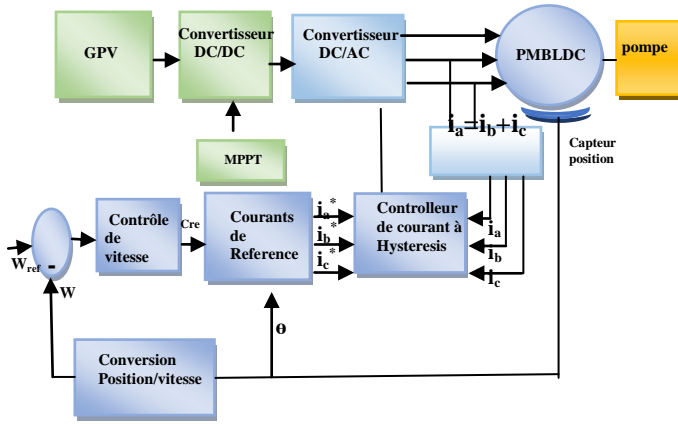 GPV
Convertisseur
DC/DC
Convertisseur
DC/AC
PMBLDC
pompe
MPPT
ia=ib+ic
Capteur
position
Wref
-
W
Contrôle
de
vitesse
Cre
Courants
de
Reference
ia*
ib*
ic*
Controlleur
de courant à
Hysteresis
ia
ib
ic
θ
Conversion
Position/vitesse